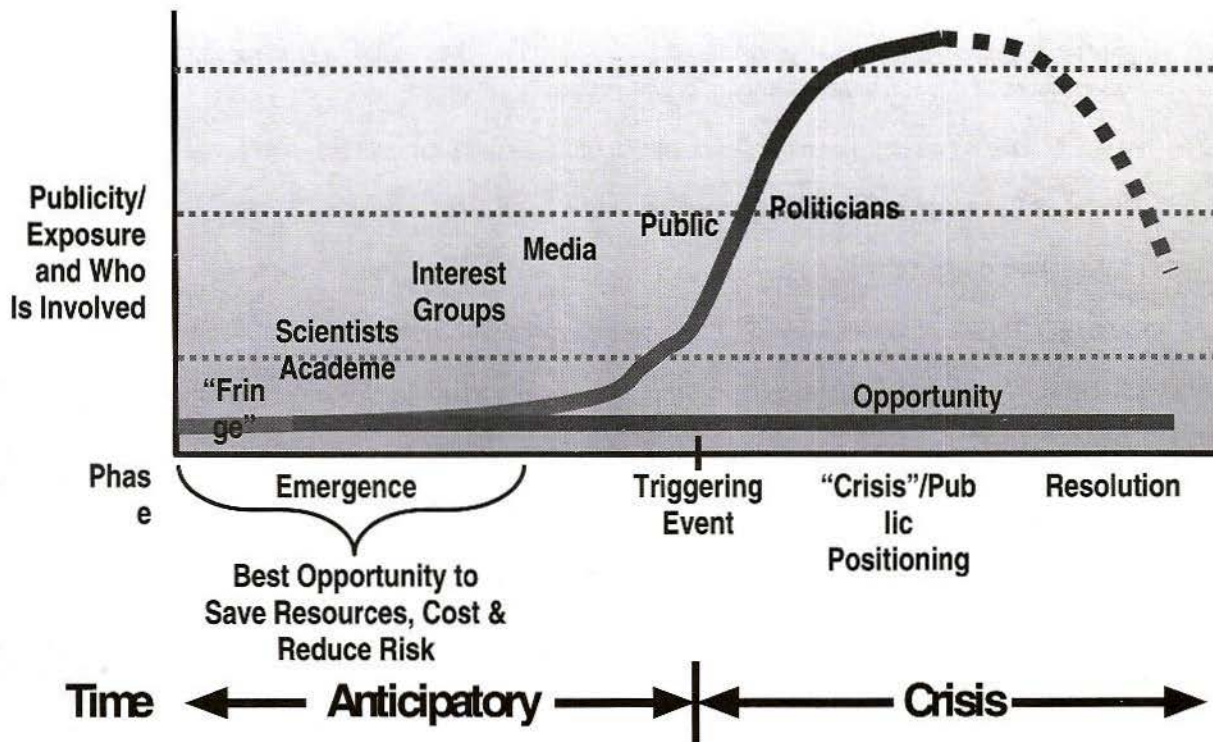 Publicity/
Exposure
and Who
Is Involved
"Frin
ge"
Scientists
Academe
Interest
Groups
Media
Public
Politicians
Opportunity
Phas
e
Emergence
Triggering
Event
"Crisis"/Pub
lic
Positioning
Resolution
Best Opportunity to
Save Resources, Cost &
Reduce Risk
Time
Anticipatory
Crisis